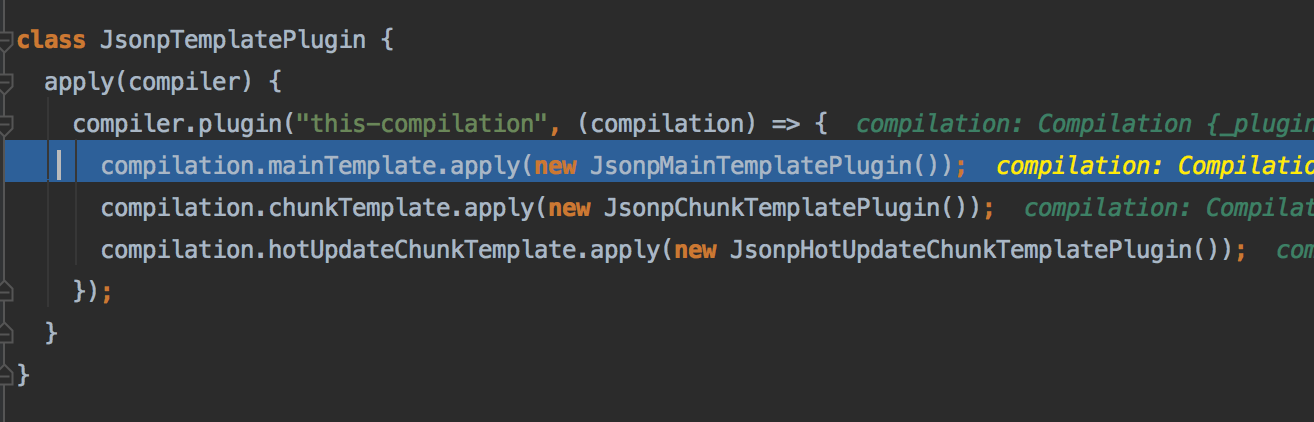 class JsonpTemplatePlugin {
apply(compiler) {
compiler.plugin("this-compilation", (compilation) => { compilation: Compilation {_plugin
compilation.mainTemplate.apply(new JsonpMainTemplatePlugin()); compilation: Compilatio
compilation.chunkTemplate.apply(new JsonpChunkTemplatePlugin()); compilation: Compilat
compilation.hotUpdateChunkTemplate.apply(new JsonpHotUpdateChunkTemplatePlugin()); com
});
}
}